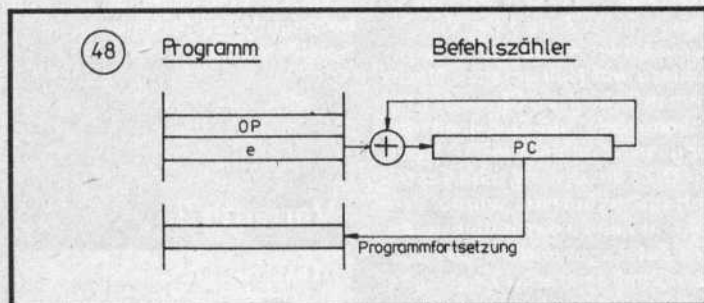 48
Programm
Befehlszähler
OP
e
+
PC
Programmfortsetzung